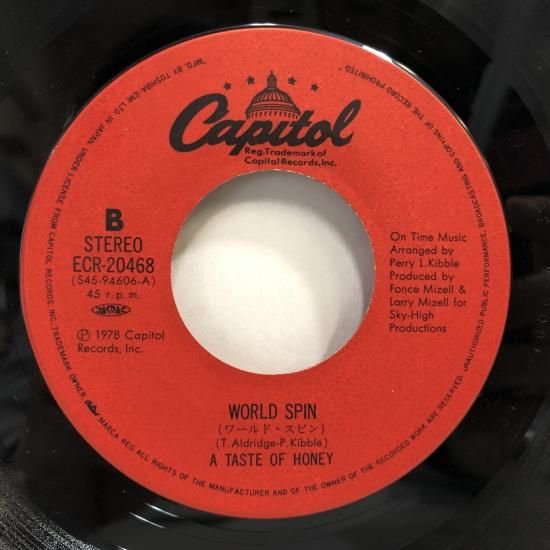 "MFD. BY TOSHIBA-EMI LTD. IN JAPAN, UNDER LICENSE FROM CAPITOL RECORDS, INC. TRADEMARK OWNER MARCA REG ALL RIGHTS OF THE MANUFACTURER AND OF THE OWNER OF THE RECORDED WORK ARE RESERVED. UNAUTHORIZED PUBLIC PERFORMANCE, BROADCASTING AND COPYING OF THE RECORD PROHIBITED"
Capitol
Reg. Trademark of
Capitol Records, Inc.
B
STEREO
ECR-20468
(S45-94606-A)
45 r.p.m.
JASRAC
Ⓟ 1978 Capitol
Records, Inc.
On Time Music
Arranged by
Perry L. Kibble
Produced by
Fonce Mizell &
Larry Mizell for
Sky-High
Productions
WORLD SPIN
(ワールド・スピン)
(T. Aldridge-P. Kibble)
A TASTE OF HONEY